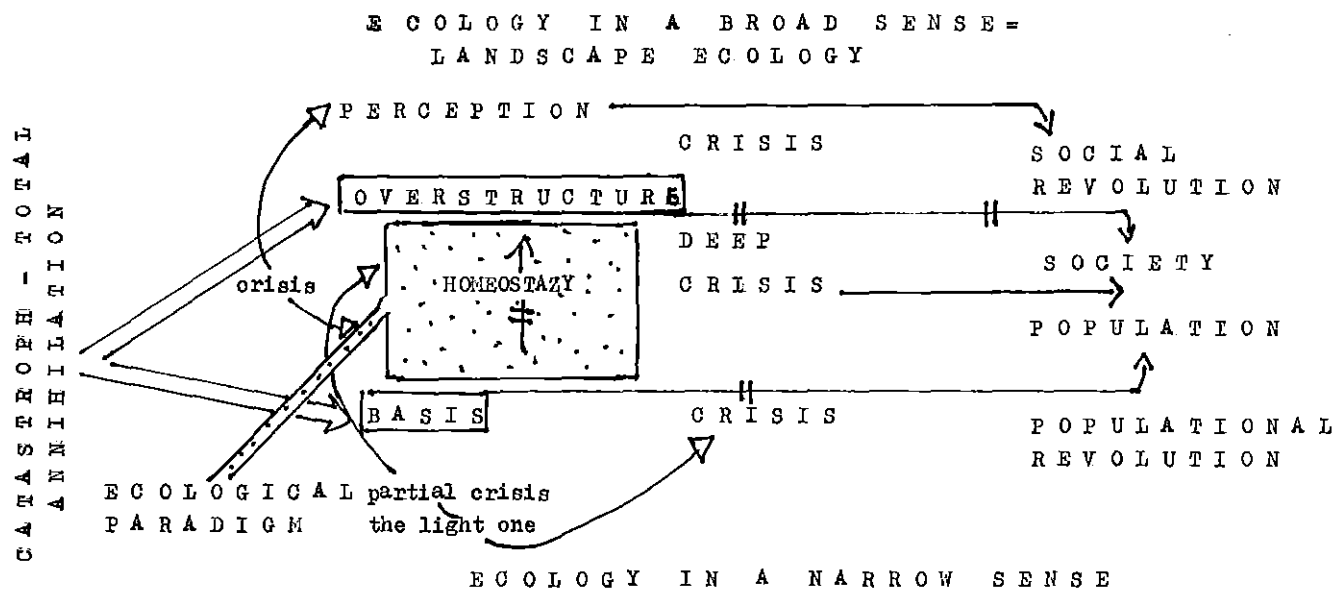 ECOLOGY IN A BROAD SENSE=
LANDSCAPE ECOLOGY
PERCEPTION
CRISIS
SOCIAL
REVOLUTION
OVERSTRUCTURE
DEEP
CRISIS
SOCIETY
crisis
HOMEOSTAZY
POPULATION
BASIS
CRISIS
POPULATIONAL
REVOLUTION
CATASTROPH-TOTAL
ANNIHILATION
ECOLOGICAL
PARADIGM
partial crisis
the light one
ECOLOGY IN A NARROW SENSE